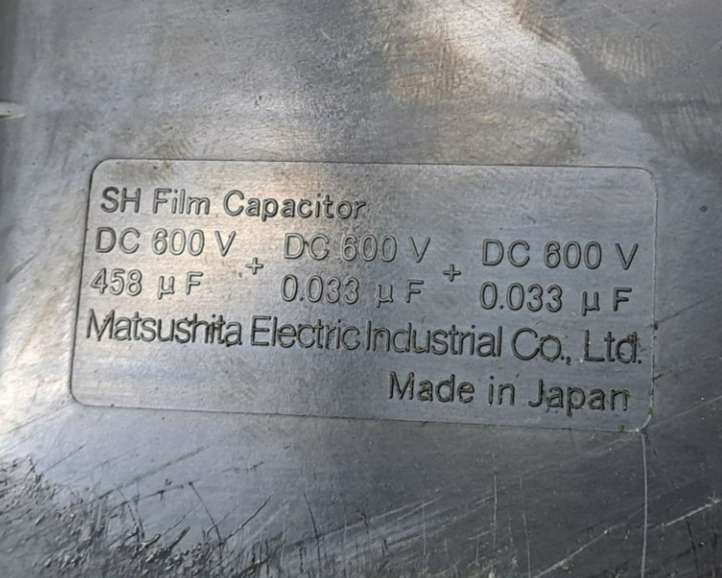 SH Film Capacitor
DC 600 V + DC 600 V + DC 600 V
458 µF 0.033 µF 0.033 µF
Matsushita Electric Industrial Co., Ltd.
Made in Japan